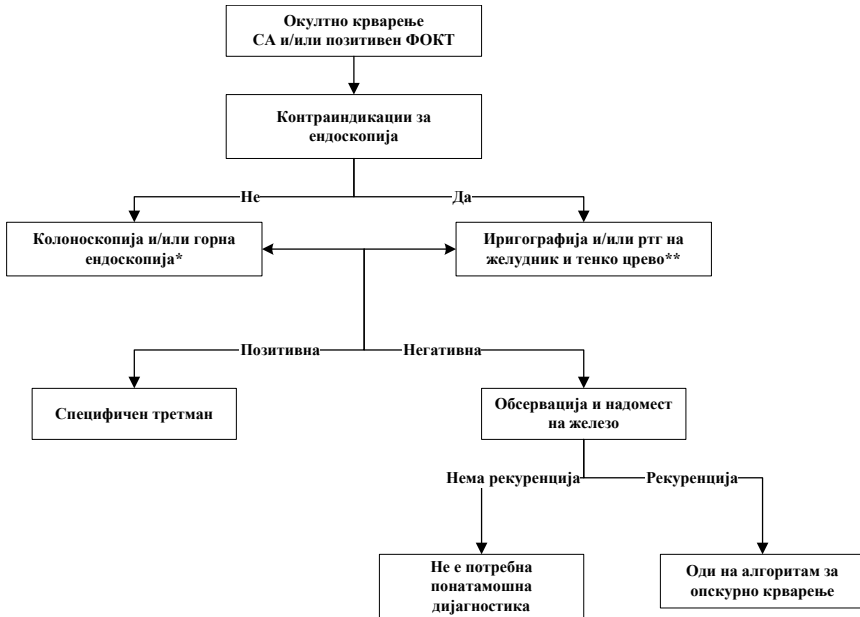 Окултно крварење
СА и/или позитивен ФОКТ
Контраиндикации за
ендоскопија
Не
Да
Колоноскопија и/или горна
ендоскопија*
Иригографија и/или ртг на
желудник и тенко црево**
Позитивна
Негативна
Специфичен третман
Обсервација и надомест
на железо
Нема рекуренција
Рекуренција
Не е потребна
понатамошна
дијагностика
Оди на алгоритам за
опскурно крварење